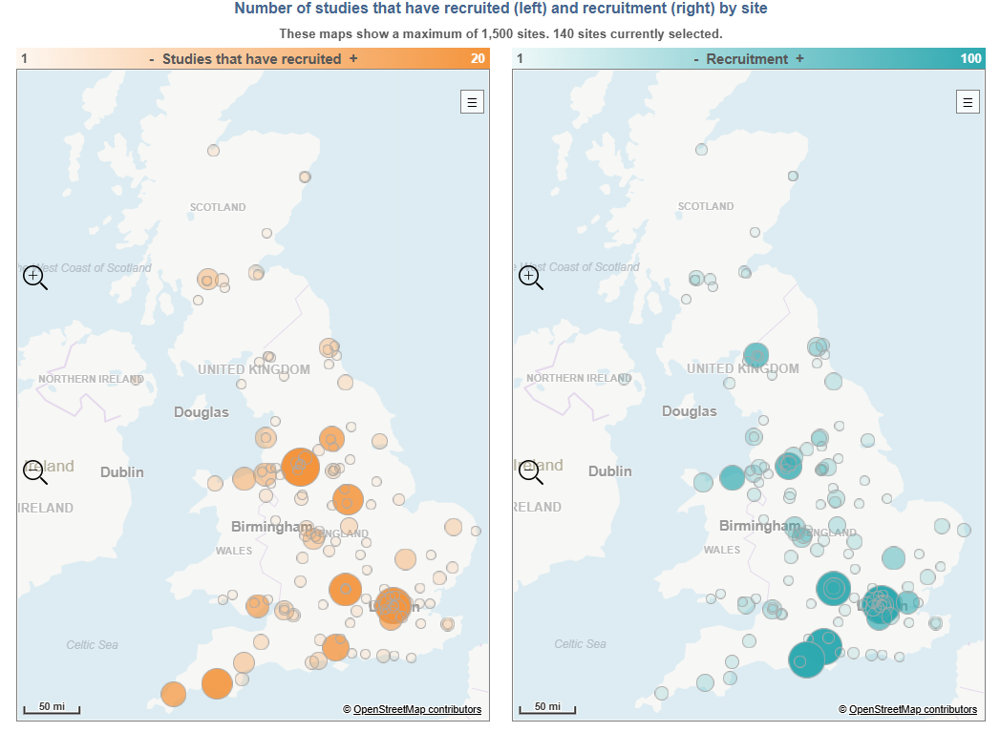 Number of studies that have recruited (left) and recruitment (right) by site
These maps show a maximum of 1,500 sites. 140 sites currently selected.
1 - Studies that have recruited + 20
SCOTLAND
West Coast of Scotland
UNITED KINGDOM
NORTHERN IRELAND
Douglas
Ireland
Dublin
IRELAND
Birmingham
ENGLAND
WALES
Celtic Sea
50 mi
© OpenStreetMap contributors
1 - Recruitment + 100
SCOTLAND
West Coast of Scotland
UNITED KINGDOM
NORTHERN IRELAND
Douglas
Dublin
IRELAND
Birmingham
ENGLAND
WALES
Celtic Sea
50 mi
© OpenStreetMap contributors